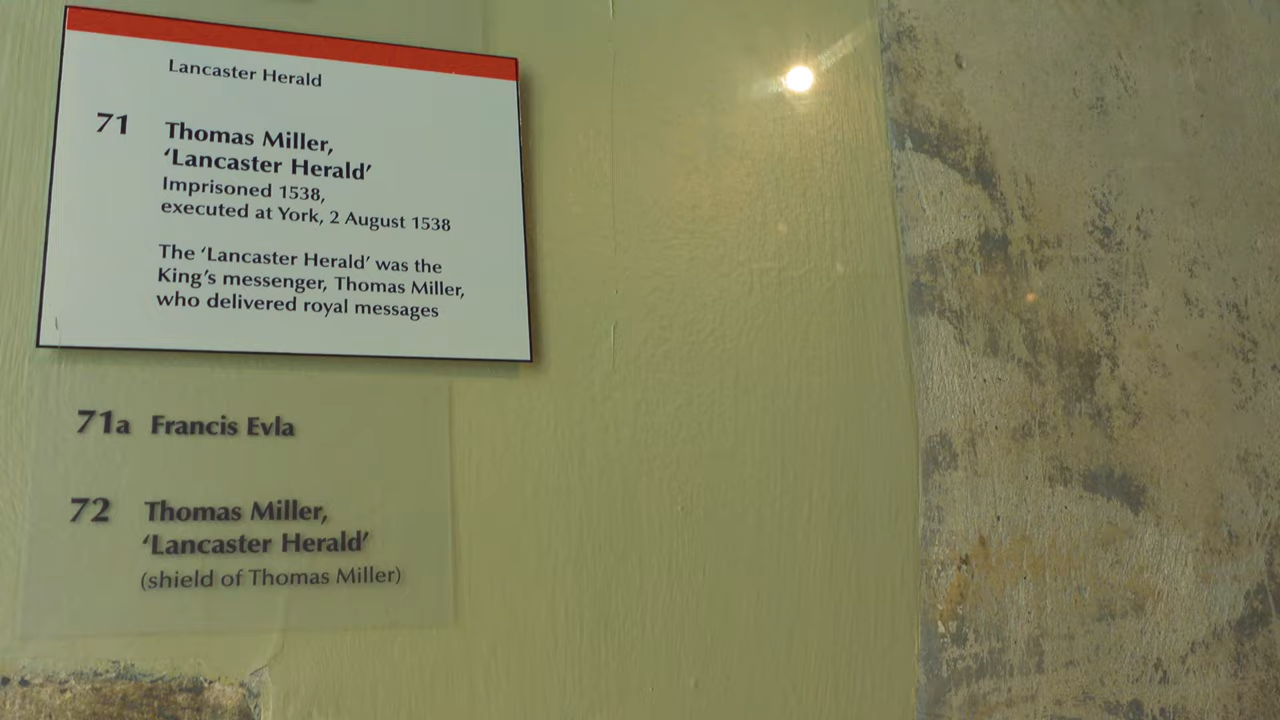 Lancaster Herald
71 Thomas Miller,
‘Lancaster Herald’
Imprisoned 1538,
executed at York, 2 August 1538
The ‘Lancaster Herald’ was the
King’s messenger, Thomas Miller,
who delivered royal messages
71a Francis Evla
72 Thomas Miller,
‘Lancaster Herald’
(shield of Thomas Miller)